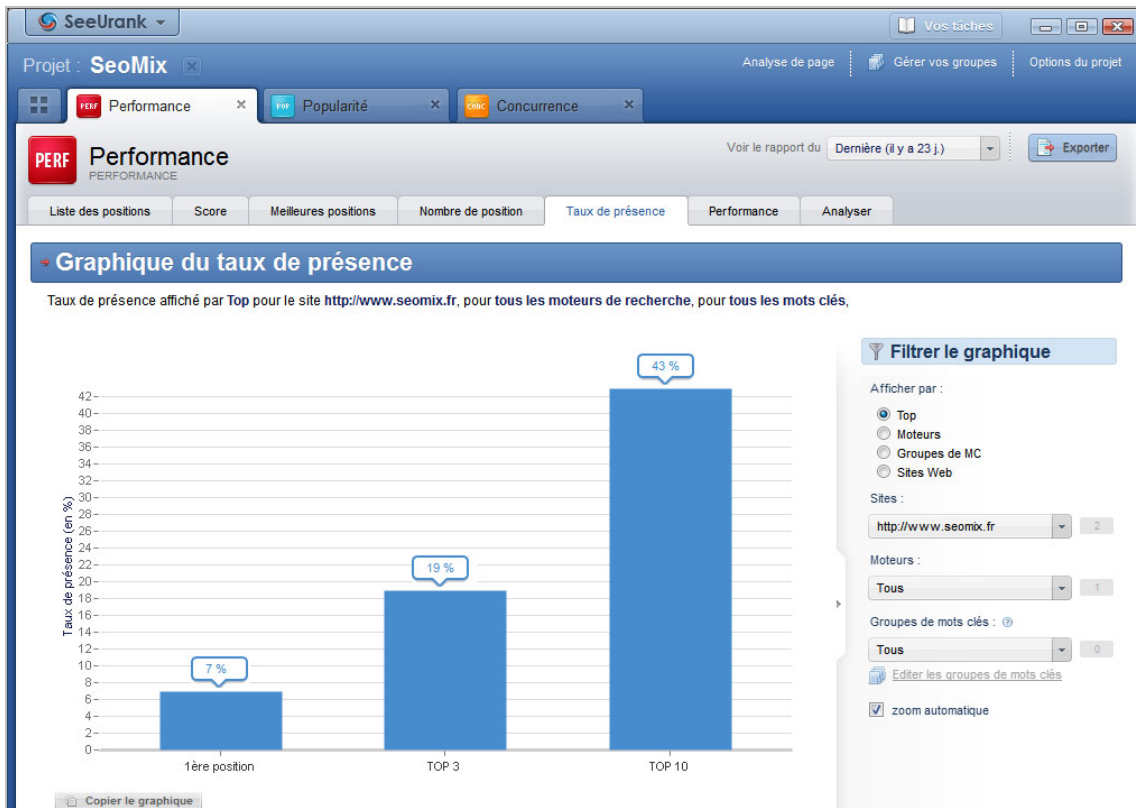 SeeUrank
Vos tâches
Projet : SeoMix
Analyse de page
Gérer vos groupes
Options du projet
PERF Performance
POP Popularité
CONC Concurrence
PERF
Performance
PERFORMANCE
Voir le rapport du Dernière (il y a 23 j.)
Exporter
Liste des positions
Score
Meilleures positions
Nombre de position
Taux de présence
Performance
Analyser
Graphique du taux de présence
Taux de présence affiché par Top pour le site http://www.seomix.fr, pour tous les moteurs de recherche, pour tous les mots clés,
Taux de présence (en %)
42
40
38
36
34
32
30
28
26
24
22
20
18
16
14
12
10
8
6
4
2
0
7 %
19 %
43 %
1ère position
TOP 3
TOP 10
Copier le graphique
Filtrer le graphique
Afficher par :
Top
Moteurs
Groupes de MC
Sites Web
Sites :
http://www.seomix.fr 2
Moteurs :
Tous 1
Groupes de mots clés :
Tous 0
Editer les groupes de mots clés
zoom automatique